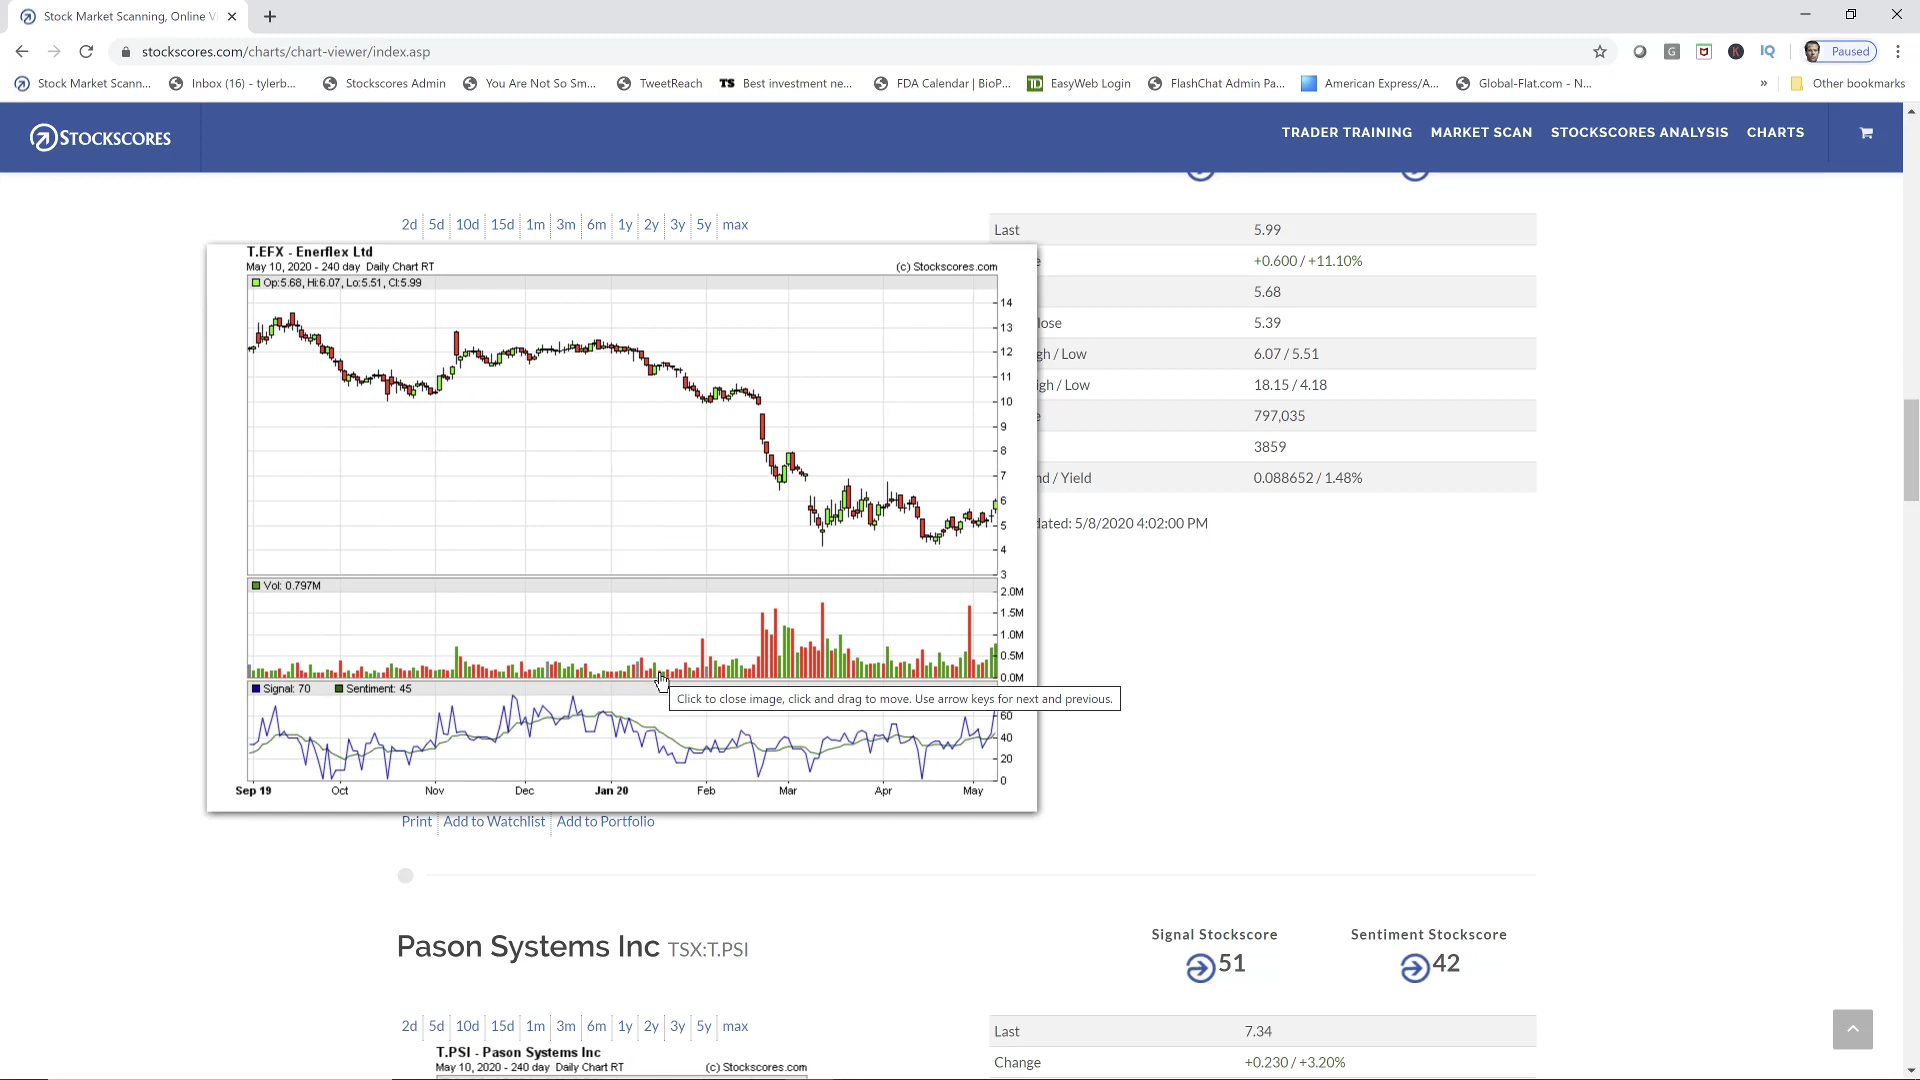 Stock Market Scanning, Online V
stockscores.com/charts/chart-viewer/index.asp
Paused
Stock Market Scann...
Inbox (16) - tylerb...
Stockscores Admin
You Are Not So Sm...
TweetReach
TS Best investment ne...
FDA Calendar | BioP...
TD EasyWeb Login
FlashChat Admin Pa...
American Express/A...
Global-Flat.com - N...
»
Other bookmarks
STOCKSCORES
TRADER TRAINING
MARKET SCAN
STOCKSCORES ANALYSIS
CHARTS
2d 5d 10d 15d 1m 3m 6m 1y 2y 3y 5y max
T.EFX - Enerflex Ltd
May 10, 2020 - 240 day Daily Chart RT
(c) Stockscores.com
Op:5.68, Hi:6.07, Lo:5.51, Cl:5.99
14
13
12
11
10
9
8
7
6
5
4
3
Vol: 0.797M
2.0M
1.5M
1.0M
0.5M
0.0M
Signal: 70 Sentiment: 45
60
40
20
0
Sep 19 Oct Nov Dec Jan 20 Feb Mar Apr May
Click to close image, click and drag to move. Use arrow keys for next and previous.
Last 5.99
e +0.600 / +11.10%
5.68
lose 5.39
gh / Low 6.07 / 5.51
igh / Low 18.15 / 4.18
e 797,035
3859
nd / Yield 0.088652 / 1.48%
dated: 5/8/2020 4:02:00 PM
Print Add to Watchlist Add to Portfolio
Pason Systems Inc TSX:T.PSI
Signal Stockscore
51
Sentiment Stockscore
42
2d 5d 10d 15d 1m 3m 6m 1y 2y 3y 5y max
T.PSI - Pason Systems Inc
May 10, 2020 - 240 day Daily Chart RT
(c) Stockscores.com
Last 7.34
Change +0.230 / +3.20%